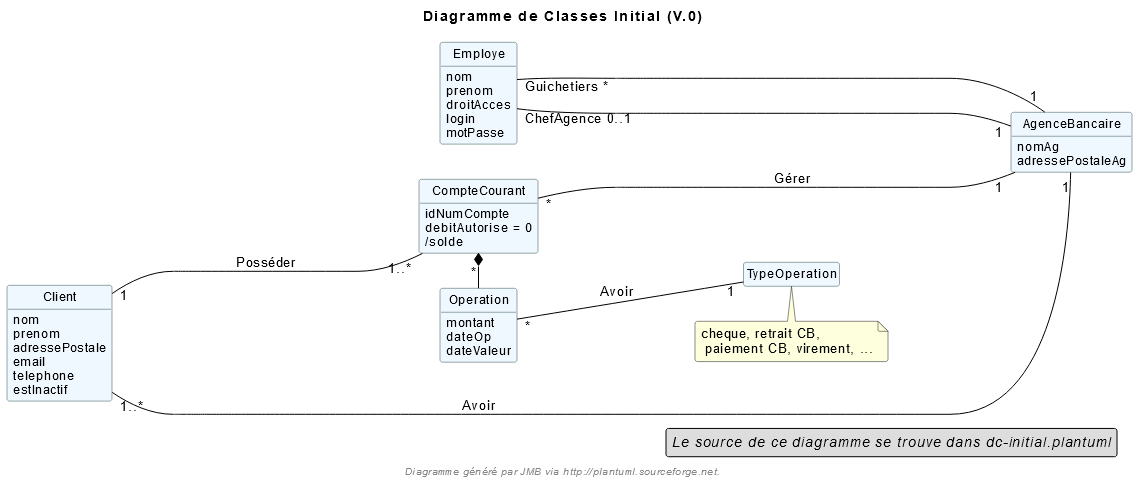 Diagramme de Classes Initial (V.0)
Employe
nom
prenom
droitAcces
login
motPasse
Guichetiers *
1
ChefAgence 0..1
1
AgenceBancaire
nomAg
adressePostaleAg
Gérer
*
1
1
CompteCourant
idNumCompte
debitAutorise = 0
/solde
Posséder
1..*
1
*
Client
nom
prenom
adressePostale
email
telephone
estInactif
Operation
montant
dateOp
dateValeur
Avoir
*
1
TypeOperation
cheque, retrait CB,
paiement CB, virement, ...
1..*
Avoir
Le source de ce diagramme se trouve dans dc-initial.plantuml
Diagramme généré par JMB via http://plantuml.sourceforge.net.